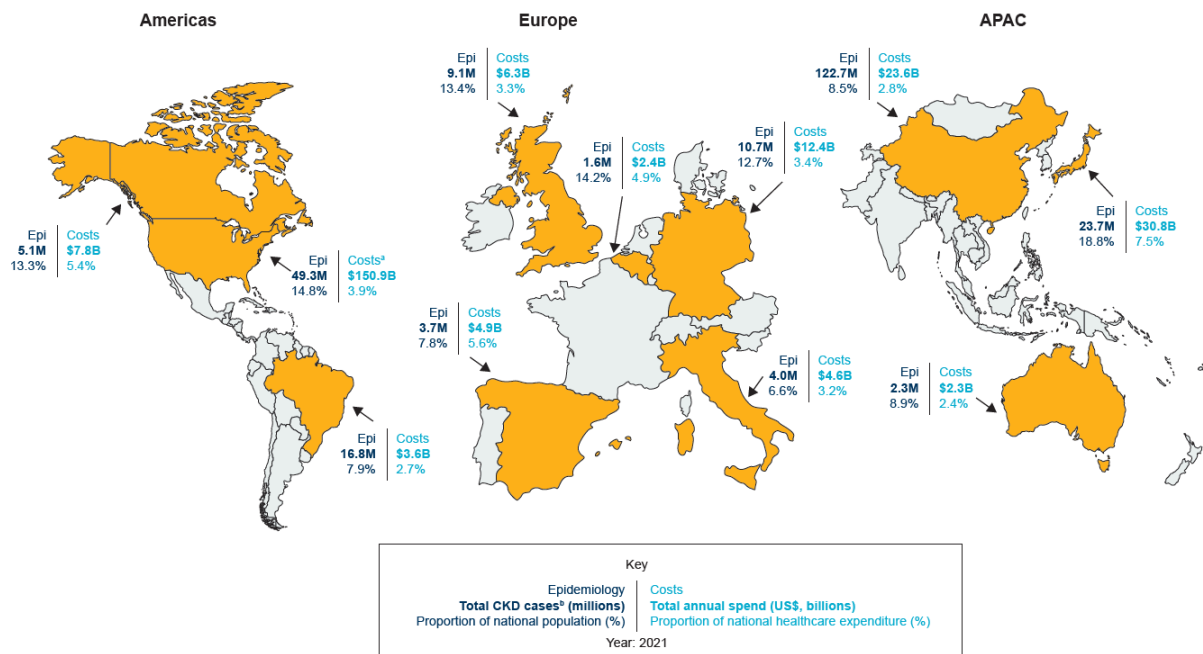 Americas
Europe
APAC
Epi Costs
5.1M $7.8B
13.3% 5.4%
Epi Costsᵃ
49.3M $150.9B
14.8% 3.9%
Epi Costs
16.8M $3.6B
7.9% 2.7%
Epi Costs
9.1M $6.3B
13.4% 3.3%
Epi Costs
1.6M $2.4B
14.2% 4.9%
Epi Costs
10.7M $12.4B
12.7% 3.4%
Epi Costs
3.7M $4.9B
7.8% 5.6%
Epi Costs
4.0M $4.6B
6.6% 3.2%
Epi Costs
122.7M $23.6B
8.5% 2.8%
Epi Costs
23.7M $30.8B
18.8% 7.5%
Epi Costs
2.3M $2.3B
8.9% 2.4%
Key
Epidemiology Costs
Total CKD casesᵇ (millions) Total annual spend (US$, billions)
Proportion of national population (%) Proportion of national healthcare expenditure (%)
Year: 2021